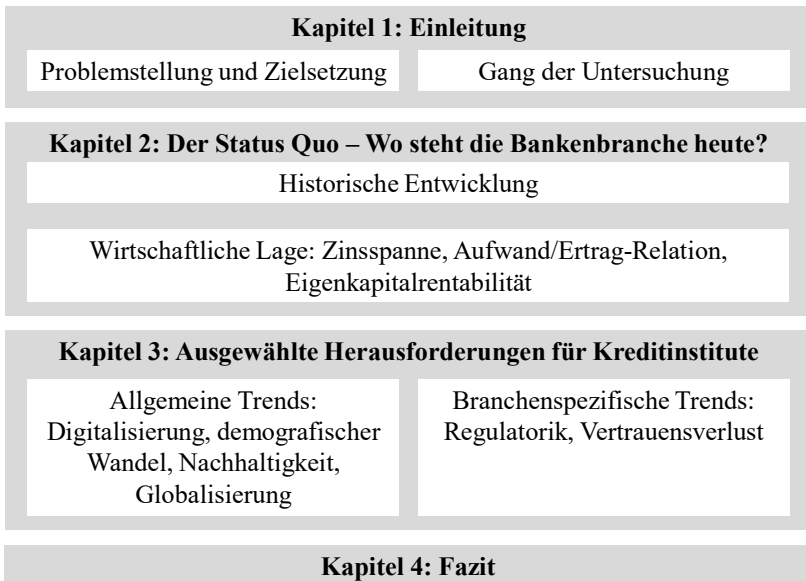 Kapitel 1: Einleitung
Problemstellung und Zielsetzung
Gang der Untersuchung
Kapitel 2: Der Status Quo – Wo steht die Bankenbranche heute?
Historische Entwicklung
Wirtschaftliche Lage: Zinsspanne, Aufwand/Ertrag-Relation,
Eigenkapitalrentabilität
Kapitel 3: Ausgewählte Herausforderungen für Kreditinstitute
Allgemeine Trends:
Digitalisierung, demografischer
Wandel, Nachhaltigkeit,
Globalisierung
Branchenspezifische Trends:
Regulatorik, Vertrauensverlust
Kapitel 4: Fazit